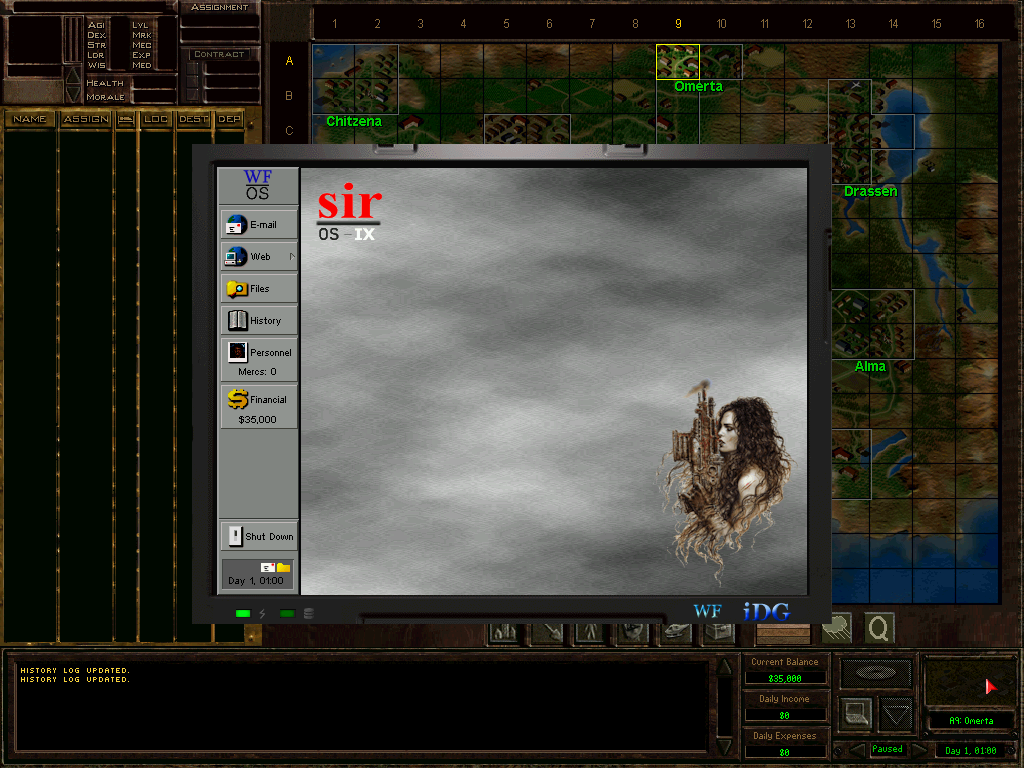 ASSIGNMENT
AGI LVL
DEX MRK
STR MEC
LDR EXP
WIS MED
HEALTH
MORALE
CONTRACT
1 2 3 4 5 6 7 8 9 10 11 12 13 14 15 16
A
B
C
NAME ASSIGN LOC DEST DEP
Omerta
Chitzena
Drassen
Alma
WF
OS
sir
OS - IX
E-mail
Web
Files
History
Personnel
Mercs: 0
Financial
$35,000
Shut Down
Day 1, 01:00
WF iDG
Q
HISTORY LOG UPDATED.
HISTORY LOG UPDATED.
Current Balance
$35,000
Daily Income
$0
Daily Expenses
$0
A9: Omerta
Paused
Day 1, 01:00